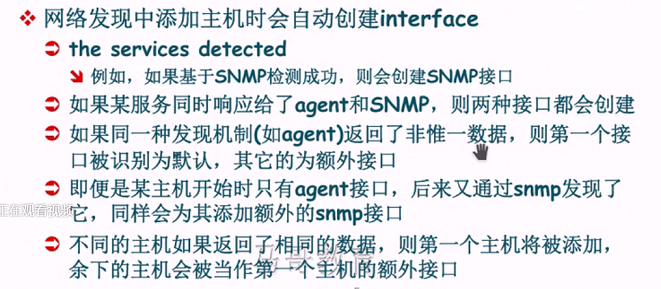 网络发现中添加主机时会自动创建interface
the services detected
例如，如果基于SNMP检测成功，则会创建SNMP接口
如果某服务同时响应给了agent和SNMP，则两种接口都会创建
如果同一种发现机制(如agent)返回了非惟一数据，则第一个接
口被识别为默认，其它的为额外接口
即便是某主机开始时只有agent接口，后来又通过snmp发现了
它，同样会为其添加额外的snmp接口
正在观看视频
不同的主机如果返回了相同的数据，则第一个主机将被添加，
余下的主机会被当作第一个主机的额外接口
马哥教育